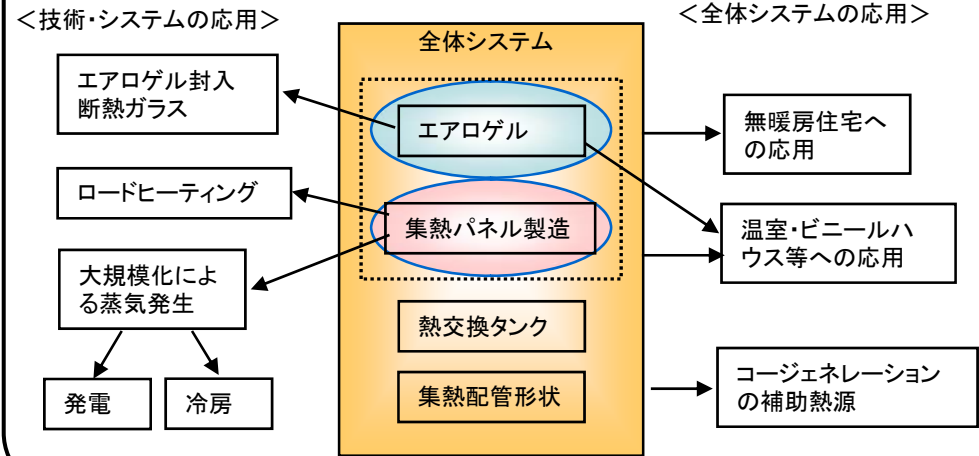 ＜技術・システムの応用＞
＜全体システムの応用＞
全体システム
エアロゲル封入
断熱ガラス
エアロゲル
無暖房住宅へ
の応用
ロードヒーティング
集熱パネル製造
温室・ビニールハ
ウス等への応用
大規模化によ
る蒸気発生
熱交換タンク
発電
冷房
集熱配管形状
コージェネレーション
の補助熱源